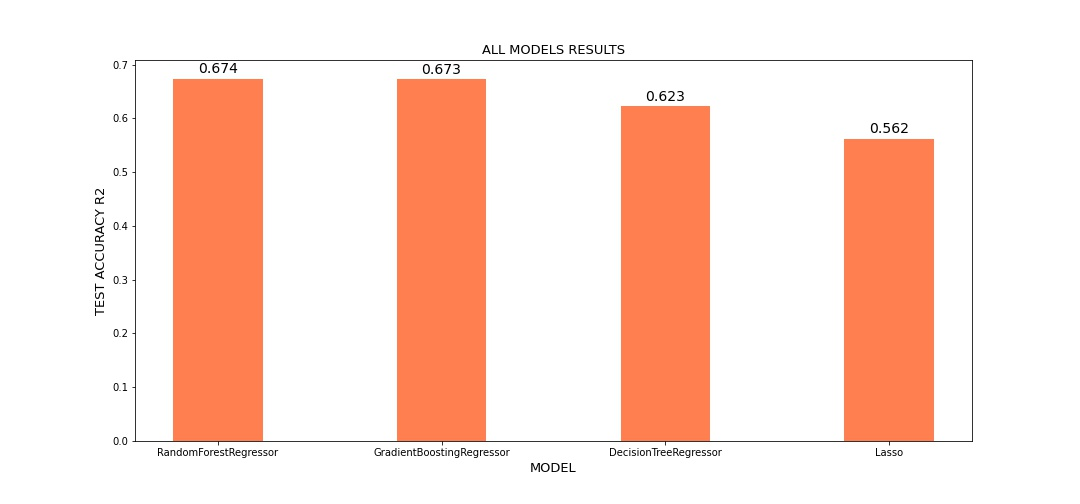 ALL MODELS RESULTS
0.7
0.6
0.5
0.4
0.3
0.2
0.1
0.0
TEST ACCURACY R2
0.674
0.673
0.623
0.562
RandomForestRegressor
GradientBoostingRegressor
DecisionTreeRegressor
Lasso
MODEL